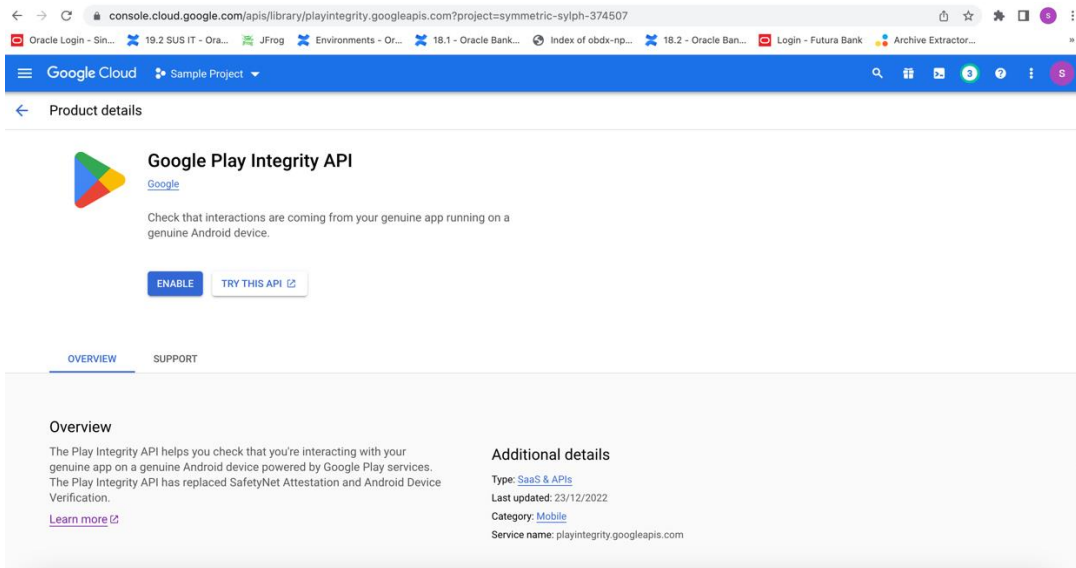 console.cloud.google.com/apis/library/playintegrity.googleapis.com?project=symmetric-sylph-374507
Oracle Login - Sin... 19.2 SUS IT - Ora... JFrog Environments - Or... 18.1 - Oracle Bank... Index of obdx-np... 18.2 - Oracle Ban... Login - Futura Bank Archive Extractor... »
Google Cloud Sample Project 3 ? S
Product details
Google Play Integrity API
Google
Check that interactions are coming from your genuine app running on a
genuine Android device.
ENABLE TRY THIS API
OVERVIEW SUPPORT
Overview
The Play Integrity API helps you check that you're interacting with your
genuine app on a genuine Android device powered by Google Play services.
The Play Integrity API has replaced SafetyNet Attestation and Android Device
Verification.
Learn more
Additional details
Type: SaaS & APIs
Last updated: 23/12/2022
Category: Mobile
Service name: playintegrity.googleapis.com